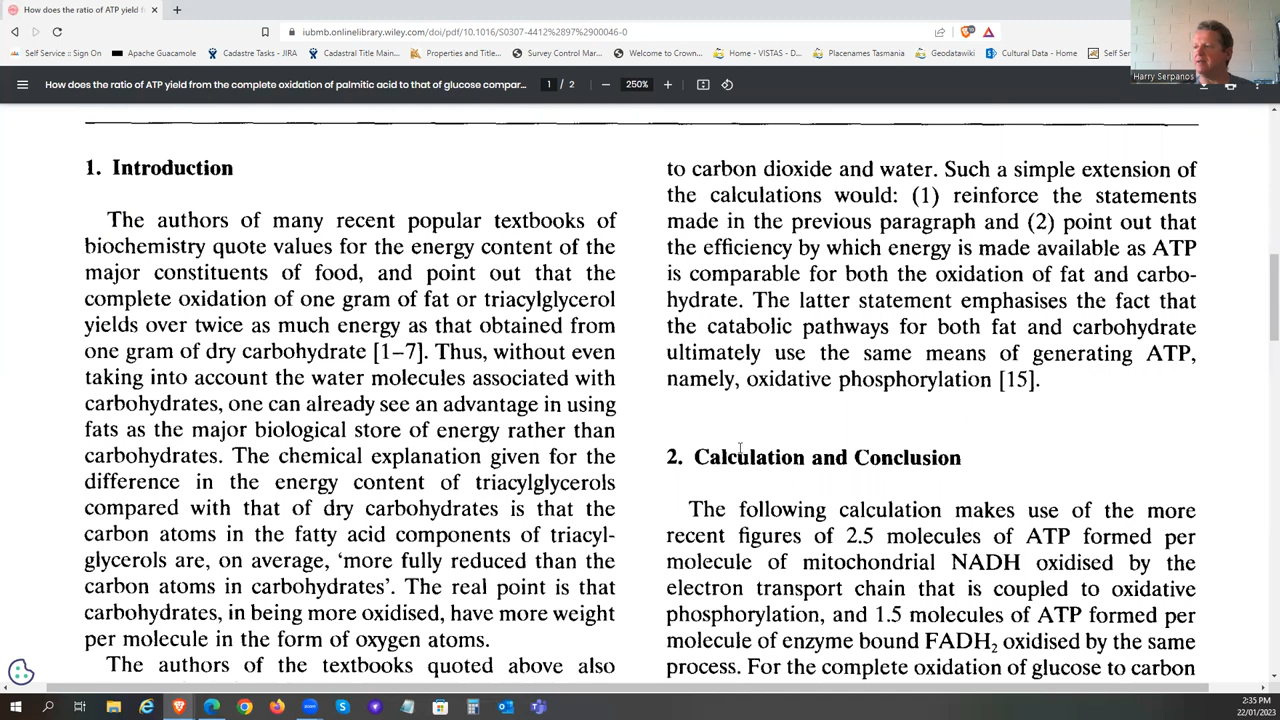 How does the ratio of ATP yield f
iubmb.onlinelibrary.wiley.com/doi/pdf/10.1016/S0307-4412%2897%2900046-0
Self Service :: Sign On
Apache Guacamole
Cadastre Tasks - JIRA
Cadastral Title Main...
Properties and Title...
Survey Control Mar...
Welcome to Crown...
Home - VISTAS - D...
Placenames Tasmania
Geodatawiki
Cultural Data - Home
Self Ser
Harry Serpanos
How does the ratio of ATP yield from the complete oxidation of palmitic acid to that of glucose compar...
1 / 2
250%
1. Introduction
The authors of many recent popular textbooks of
biochemistry quote values for the energy content of the
major constituents of food, and point out that the
complete oxidation of one gram of fat or triacylglycerol
yields over twice as much energy as that obtained from
one gram of dry carbohydrate [1–7]. Thus, without even
taking into account the water molecules associated with
carbohydrates, one can already see an advantage in using
fats as the major biological store of energy rather than
carbohydrates. The chemical explanation given for the
difference in the energy content of triacylglycerols
compared with that of dry carbohydrates is that the
carbon atoms in the fatty acid components of triacyl-
glycerols are, on average, ‘more fully reduced than the
carbon atoms in carbohydrates’. The real point is that
carbohydrates, in being more oxidised, have more weight
per molecule in the form of oxygen atoms.
The authors of the textbooks quoted above also
to carbon dioxide and water. Such a simple extension of
the calculations would: (1) reinforce the statements
made in the previous paragraph and (2) point out that
the efficiency by which energy is made available as ATP
is comparable for both the oxidation of fat and carbo-
hydrate. The latter statement emphasises the fact that
the catabolic pathways for both fat and carbohydrate
ultimately use the same means of generating ATP,
namely, oxidative phosphorylation [15].
2. Calculation and Conclusion
The following calculation makes use of the more
recent figures of 2.5 molecules of ATP formed per
molecule of mitochondrial NADH oxidised by the
electron transport chain that is coupled to oxidative
phosphorylation, and 1.5 molecules of ATP formed per
molecule of enzyme bound FADH₂ oxidised by the same
process. For the complete oxidation of glucose to carbon
2:35 PM
22/01/2023